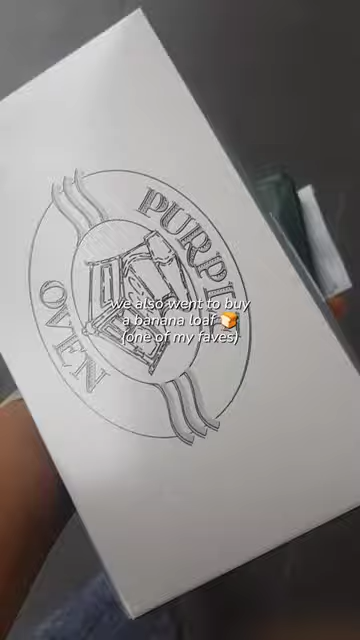 PURPLE
OVEN
we also went to buy
a banana loaf 🍞
(one of my faves)